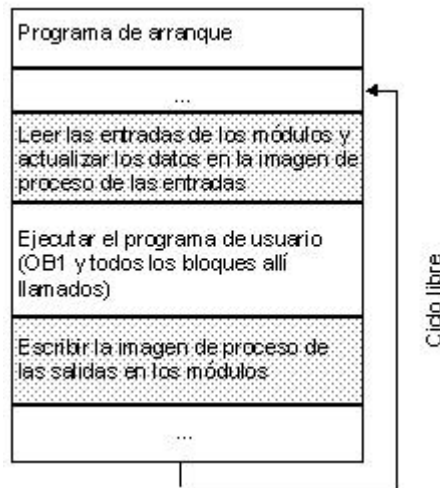 Programa de arranque
...
Leer las entradas de los módulos y
actualizar los datos en la imagen de
proceso de las entradas
Ejecutar el programa de usuario
(OB1 y todos los bloques allí
llamados)
Escribir la imagen de proceso de
las salidas en los módulos
...
Ciclo libre